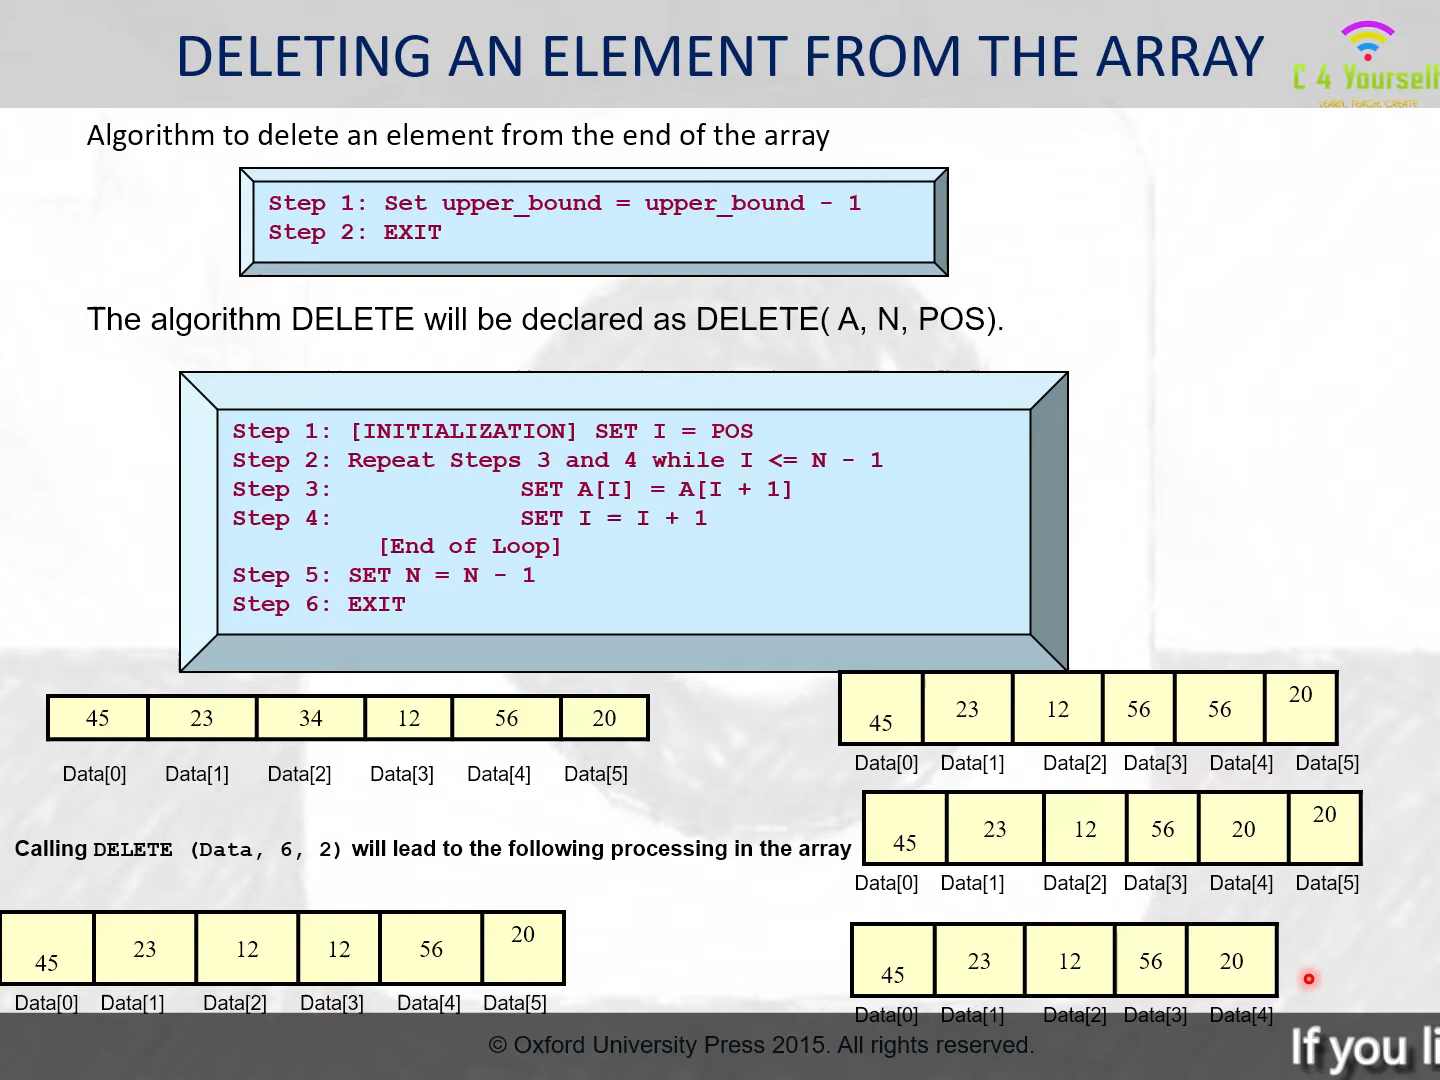 DELETING AN ELEMENT FROM THE ARRAY
C 4 Yourself
LEARN, TEACH, CREATE
Algorithm to delete an element from the end of the array
Step 1: Set upper_bound = upper_bound - 1
Step 2: EXIT
The algorithm DELETE will be declared as DELETE( A, N, POS).
Step 1: [INITIALIZATION] SET I = POS
Step 2: Repeat Steps 3 and 4 while I <= N - 1
Step 3: SET A[I] = A[I + 1]
Step 4: SET I = I + 1
[End of Loop]
Step 5: SET N = N - 1
Step 6: EXIT
45 23 34 12 56 20
Data[0] Data[1] Data[2] Data[3] Data[4] Data[5]
45 23 12 56 56 20
Data[0] Data[1] Data[2] Data[3] Data[4] Data[5]
Calling DELETE (Data, 6, 2) will lead to the following processing in the array
45 23 12 56 20 20
Data[0] Data[1] Data[2] Data[3] Data[4] Data[5]
45 23 12 12 56 20
Data[0] Data[1] Data[2] Data[3] Data[4] Data[5]
45 23 12 56 20
Data[0] Data[1] Data[2] Data[3] Data[4]
© Oxford University Press 2015. All rights reserved.
If you li